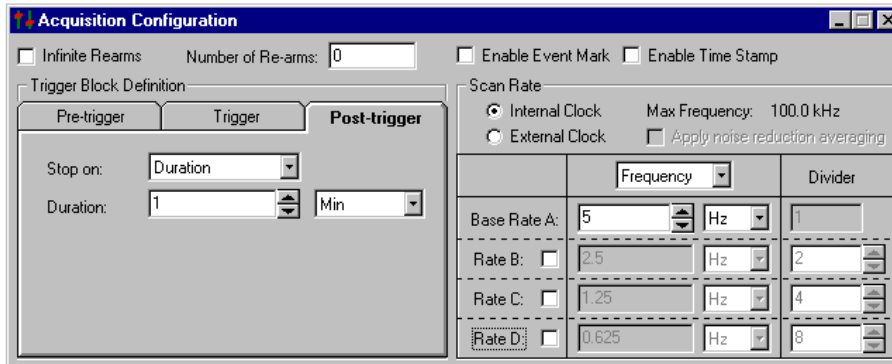 Acquisition Configuration
Infinite Rearms Number of Re-arms: 0 Enable Event Mark Enable Time Stamp
Trigger Block Definition
Pre-trigger Trigger Post-trigger
Stop on: Duration
Duration: 1 Min
Scan Rate
Internal Clock Max Frequency: 100.0 kHz
External Clock Apply noise reduction averaging
Frequency Divider
Base Rate A: 5 Hz 1
Rate B: 2.5 Hz 2
Rate C: 1.25 Hz 4
Rate D: 0.625 Hz 8